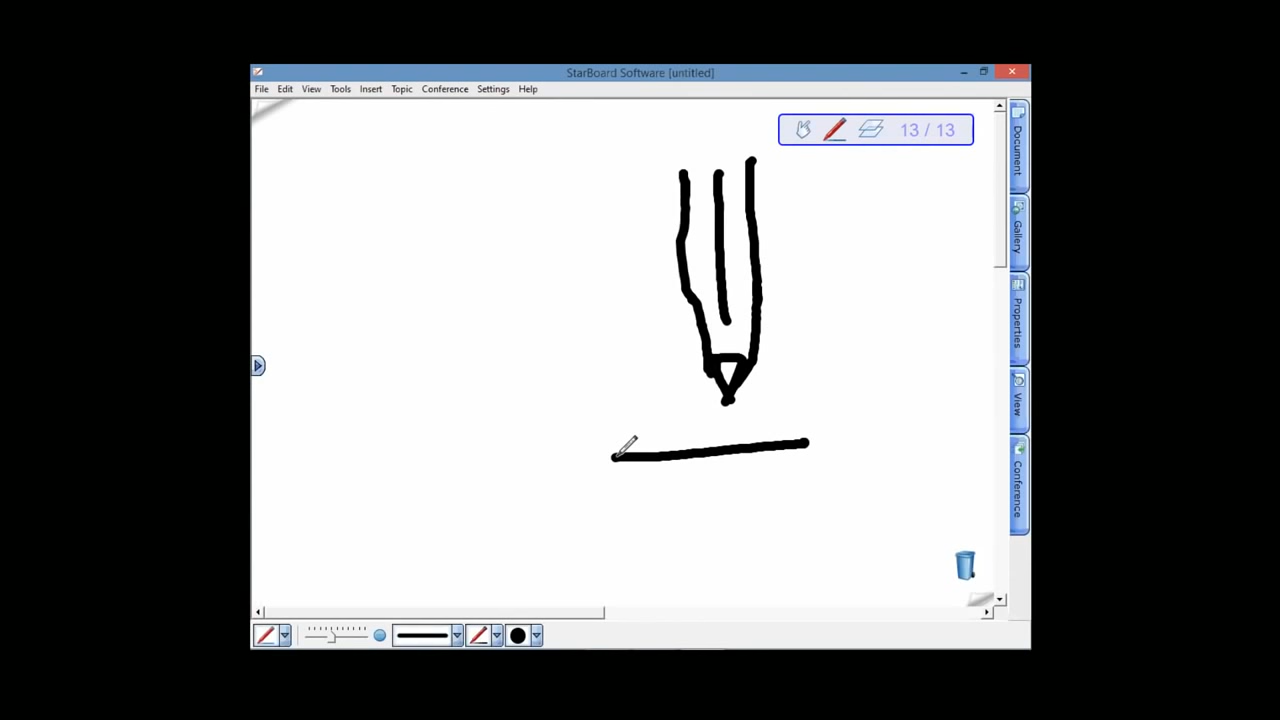 StarBoard Software [untitled]
File Edit View Tools Insert Topic Conference Settings Help
13 / 13
Document
Gallery
Properties
View
Conference